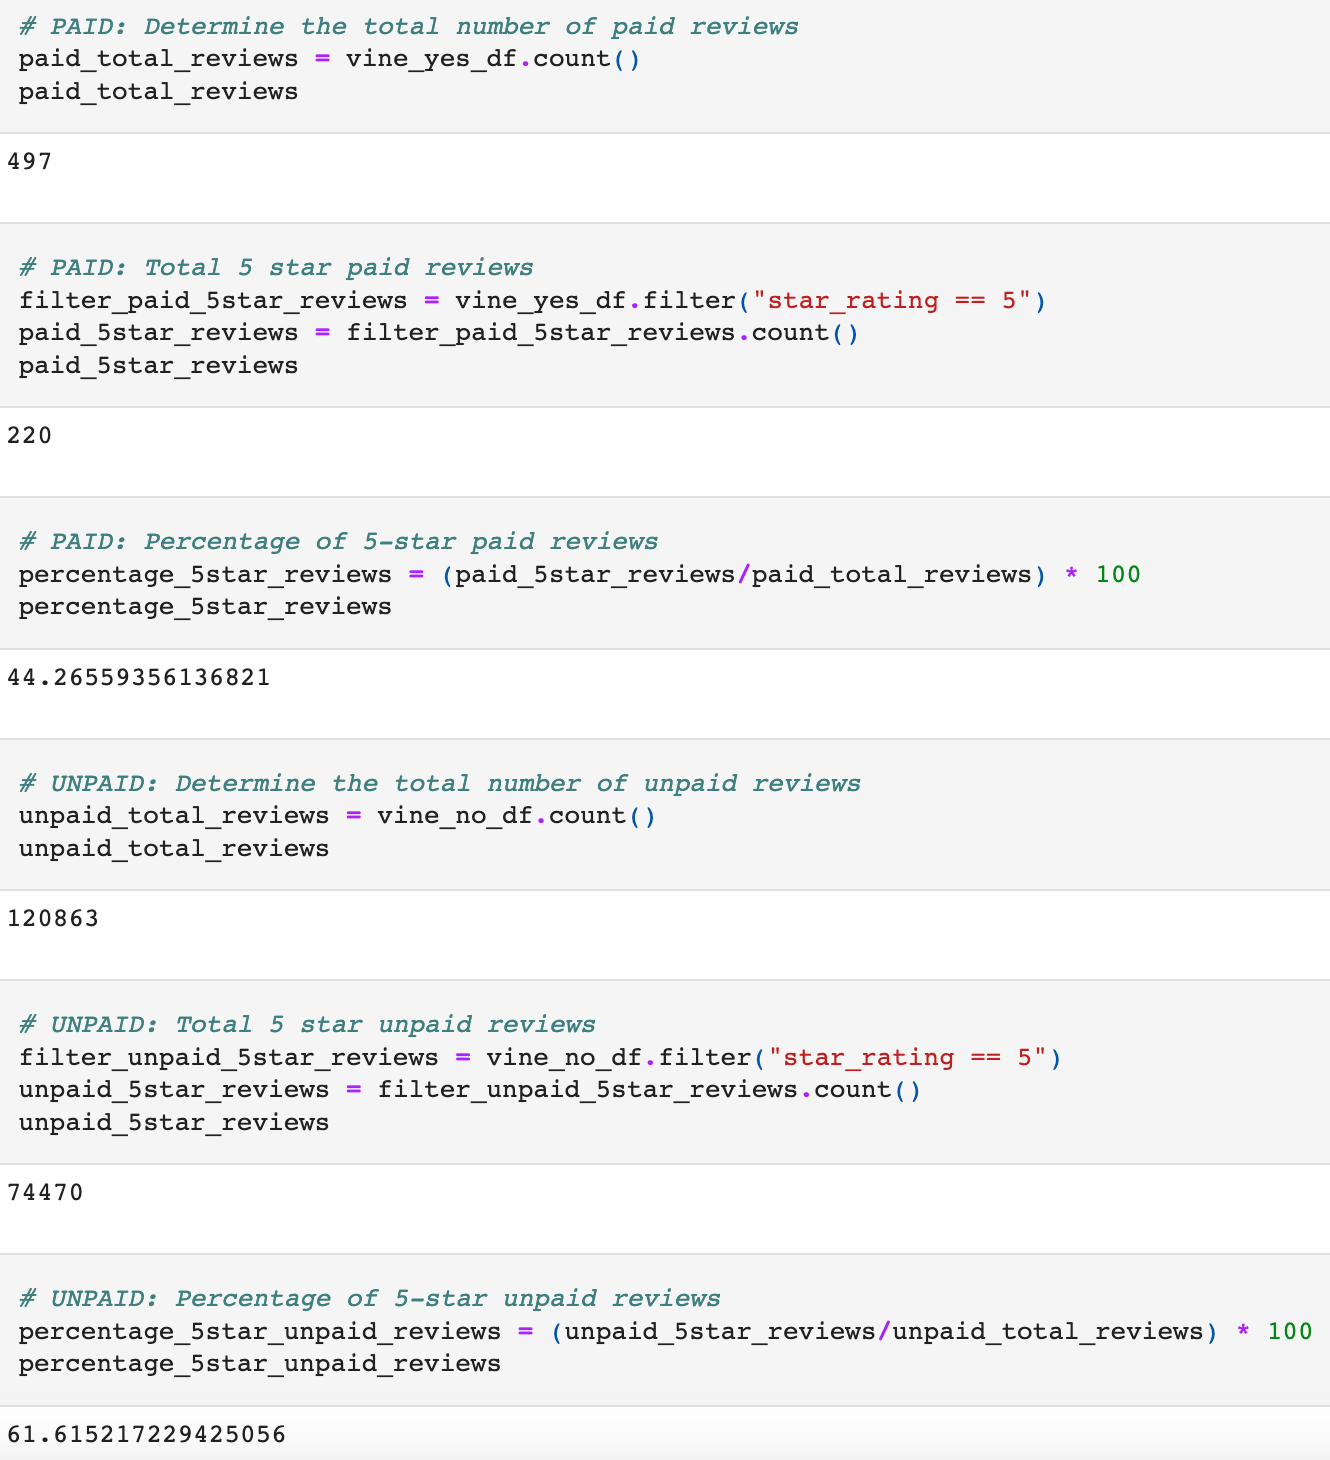 # PAID: Determine the total number of paid reviews
paid_total_reviews = vine_yes_df.count()
paid_total_reviews
497
# PAID: Total 5 star paid reviews
filter_paid_5star_reviews = vine_yes_df.filter("star_rating == 5")
paid_5star_reviews = filter_paid_5star_reviews.count()
paid_5star_reviews
220
# PAID: Percentage of 5-star paid reviews
percentage_5star_reviews = (paid_5star_reviews/paid_total_reviews) * 100
percentage_5star_reviews
44.26559356136821
# UNPAID: Determine the total number of unpaid reviews
unpaid_total_reviews = vine_no_df.count()
unpaid_total_reviews
120863
# UNPAID: Total 5 star unpaid reviews
filter_unpaid_5star_reviews = vine_no_df.filter("star_rating == 5")
unpaid_5star_reviews = filter_unpaid_5star_reviews.count()
unpaid_5star_reviews
74470
# UNPAID: Percentage of 5-star unpaid reviews
percentage_5star_unpaid_reviews = (unpaid_5star_reviews/unpaid_total_reviews) * 100
percentage_5star_unpaid_reviews
61.615217229425056